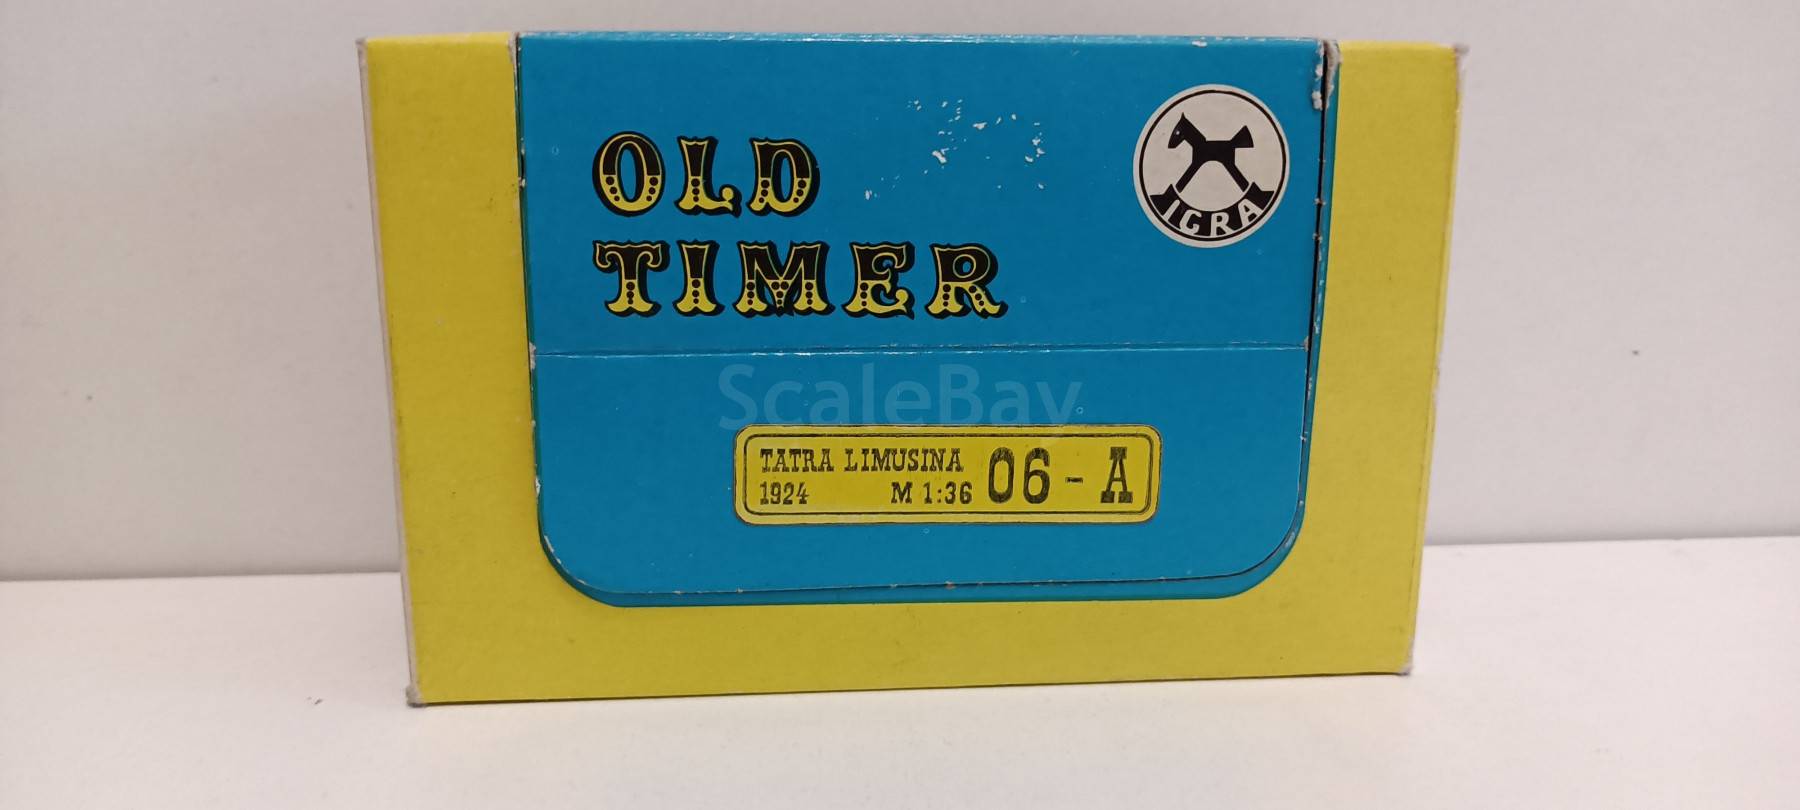 OLD
TIMER
IGRA
ScaleBay
TATRA LIMUSINA
1924 M 1:36 06 - A